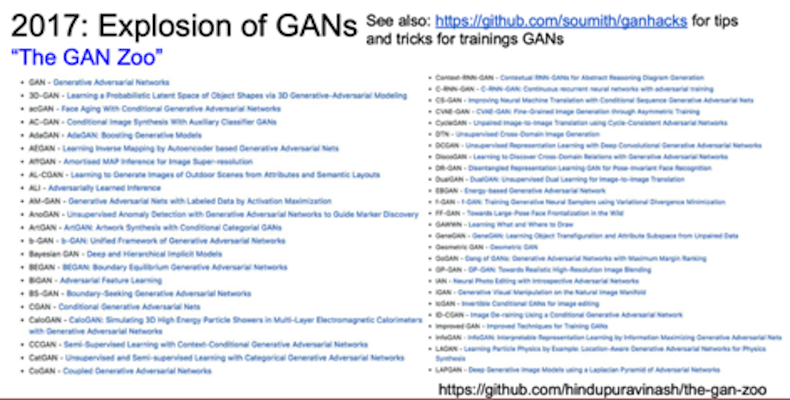 2017: Explosion of GANs
"The GAN Zoo"
See also: https://github.com/soumith/ganhacks for tips
and tricks for trainings GANs
GAN - Generative Adversarial Networks
3D-GAN - Learning a Probabilistic Latent Space of Object Shapes via 3D Generative-Adversarial Modeling
acGAN - Face Aging With Conditional Generative Adversarial Networks
AC-GAN - Conditional Image Synthesis With Auxiliary Classifier GANs
AdaGAN - AdaGAN: Boosting Generative Models
AEGAN - Learning Inverse Mapping by Autoencoder based Generative Adversarial Nets
AffGAN - Amortised MAP Inference for Image Super-resolution
AL-CGAN - Learning to Generate Images of Outdoor Scenes from Attributes and Semantic Layouts
ALI - Adversarially Learned Inference
AM-GAN - Generative Adversarial Nets with Labeled Data by Activation Maximization
AnoGAN - Unsupervised Anomaly Detection with Generative Adversarial Networks to Guide Marker Discovery
ArtGAN - ArtGAN: Artwork Synthesis with Conditional Categorial GANs
b-GAN - b-GAN: Unified Framework of Generative Adversarial Networks
Bayesian GAN - Deep and Hierarchical Implicit Models
BEGAN - BEGAN: Boundary Equilibrium Generative Adversarial Networks
BiGAN - Adversarial Feature Learning
BS-GAN - Boundary-Seeking Generative Adversarial Networks
CGAN - Conditional Generative Adversarial Nets
CaloGAN - CaloGAN: Simulating 3D High Energy Particle Showers in Multi-Layer Electromagnetic Calorimeters
with Generative Adversarial Networks
CCGAN - Semi-Supervised Learning with Context-Conditional Generative Adversarial Networks
CatGAN - Unsupervised and Semi-supervised Learning with Categorical Generative Adversarial Networks
CoGAN - Coupled Generative Adversarial Networks
Context-RNN-GAN - Contextual RNN-GANs for Abstract Reasoning Diagram Generation
C-RNN-GAN - C-RNN-GAN: Continuous recurrent neural networks with adversarial training
CS-GAN - Improving Neural Machine Translation with Conditional Sequence Generative Adversarial Nets
CVAE-GAN - CVAE-GAN: Fine-Grained Image Generation through Asymmetric Training
CycleGAN - Unpaired Image-to-Image Translation using Cycle-Consistent Adversarial Networks
DTN - Unsupervised Cross-Domain Image Generation
DCGAN - Unsupervised Representation Learning with Deep Convolutional Generative Adversarial Networks
DiscoGAN - Learning to Discover Cross-Domain Relations with Generative Adversarial Networks
DR-GAN - Disentangled Representation Learning GAN for Pose-Invariant Face Recognition
DualGAN - DualGAN: Unsupervised Dual Learning for Image-to-Image Translation
EBGAN - Energy-based Generative Adversarial Network
f-GAN - f-GAN: Training Generative Neural Samplers using Variational Divergence Minimization
FF-GAN - Towards Large-Pose Face Frontalization in the Wild
GAWWN - Learning What and Where to Draw
GeneGAN - GeneGAN: Learning Object Transfiguration and Attribute Subspace from Unpaired Data
Geometric GAN - Geometric GAN
GoGAN - Gang of GANs: Generative Adversarial Networks with Maximum Margin Ranking
GP-GAN - GP-GAN: Towards Realistic High-Resolution Image Blending
IAN - Neural Photo Editing with Introspective Adversarial Networks
iGAN - Generative Visual Manipulation on the Natural Image Manifold
IcGAN - Invertible Conditional GANs for image editing
ID-CGAN - Image De-raining Using a Conditional Generative Adversarial Network
Improved GAN - Improved Techniques for Training GANs
InfoGAN - InfoGAN: Interpretable Representation Learning by Information Maximizing Generative Adversarial Nets
LAGAN - Learning Particle Physics by Example: Location-Aware Generative Adversarial Networks for Physics
Synthesis
LAPGAN - Deep Generative Image Models using a Laplacian Pyramid of Adversarial Networks
https://github.com/hindupuravinash/the-gan-zoo